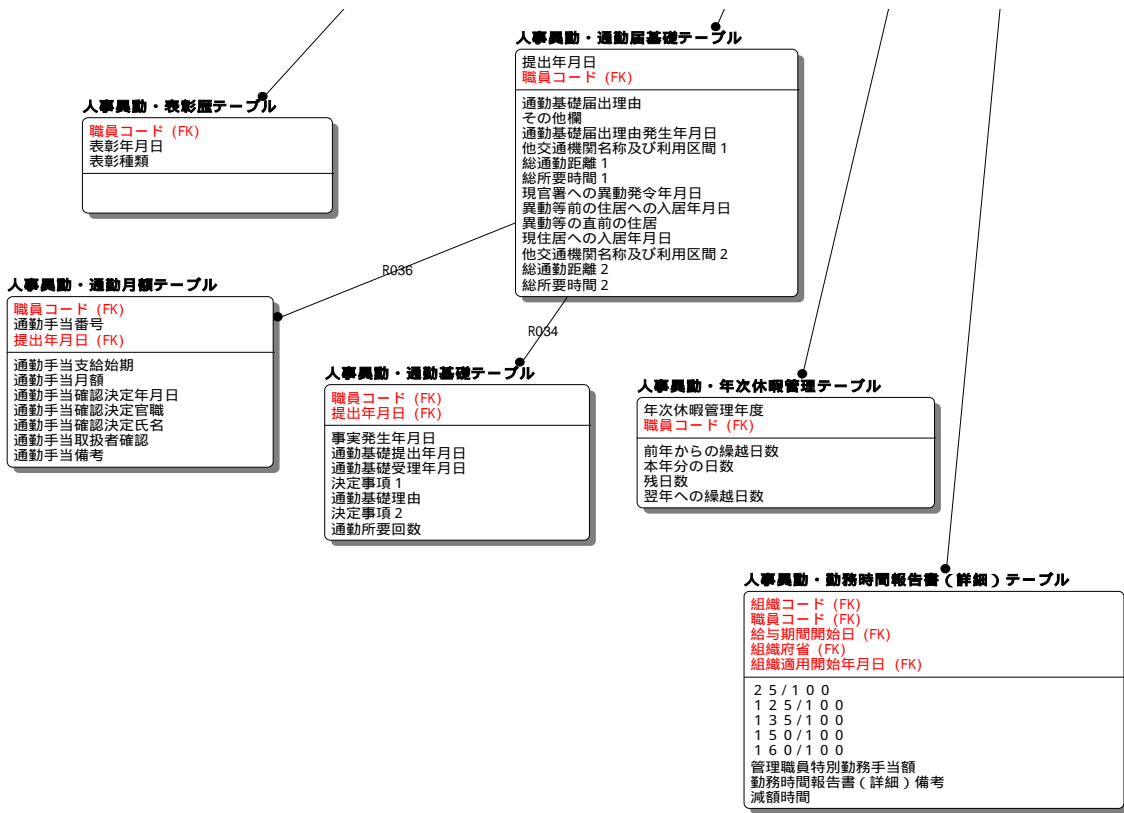 人事異動・通勤届基礎テーブル
提出年月日
職員コード (FK)
通勤基礎届出理由
その他欄
通勤基礎届出理由発生年月日
他交通機関名称及び利用区間1
総通勤距離1
総所要時間1
現官署への異動発令年月日
異動等前の住居への入居年月日
異動等の直前の住居
現住居への入居年月日
他交通機関名称及び利用区間2
総通勤距離2
総所要時間2
人事異動・表彰歴テーブル
職員コード (FK)
表彰年月日
表彰種類
R036
人事異動・通勤月額テーブル
職員コード (FK)
通勤手当番号
提出年月日 (FK)
通勤手当支給始期
通勤手当月額
通勤手当確認決定年月日
通勤手当確認決定官職
通勤手当確認決定氏名
通勤手当取扱者確認
通勤手当備考
R034
人事異動・通勤基礎テーブル
職員コード (FK)
提出年月日 (FK)
事実発生年月日
通勤基礎提出年月日
通勤基礎受理年月日
決定事項1
通勤基礎理由
決定事項2
通勤所要回数
人事異動・年次休暇管理テーブル
年次休暇管理年度
職員コード (FK)
前年からの繰越日数
本年分の日数
残日数
翌年への繰越日数
人事異動・勤務時間報告書(詳細)テーブル
組織コード (FK)
職員コード (FK)
給与期間開始日 (FK)
組織府省 (FK)
組織適用開始年月日 (FK)
25/100
125/100
135/100
150/100
160/100
管理職員特別勤務手当額
勤務時間報告書(詳細)備考
減額時間